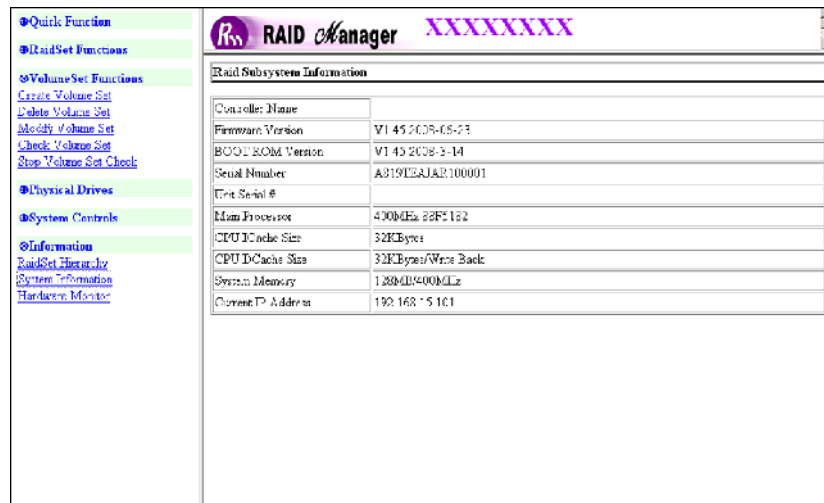 Quick Function
RaidSet Functions
VolumeSet Functions
Create Volume Set
Delete Volume Set
Modify Volume Set
Check Volume Set
Stop Volume Set Check
Physical Drives
System Controls
Information
RaidSet Hierarchy
System Information
Hardware Monitor
RAID Manager XXXXXXXX
Raid Subsystem Information
Controller Name
Firmware Version V1.45 2008-05-23
BOOT ROM Version V1.45 2008-3-14
Serial Number A819TEAJAR100001
Unit Serial #
Main Processor 400MHz 88F5182
CPU ICache Size 32KBytes
CPU DCache Size 32KBytes/Write Back
System Memory 128MB/400MHz
Current IP Address 192.168.15.101